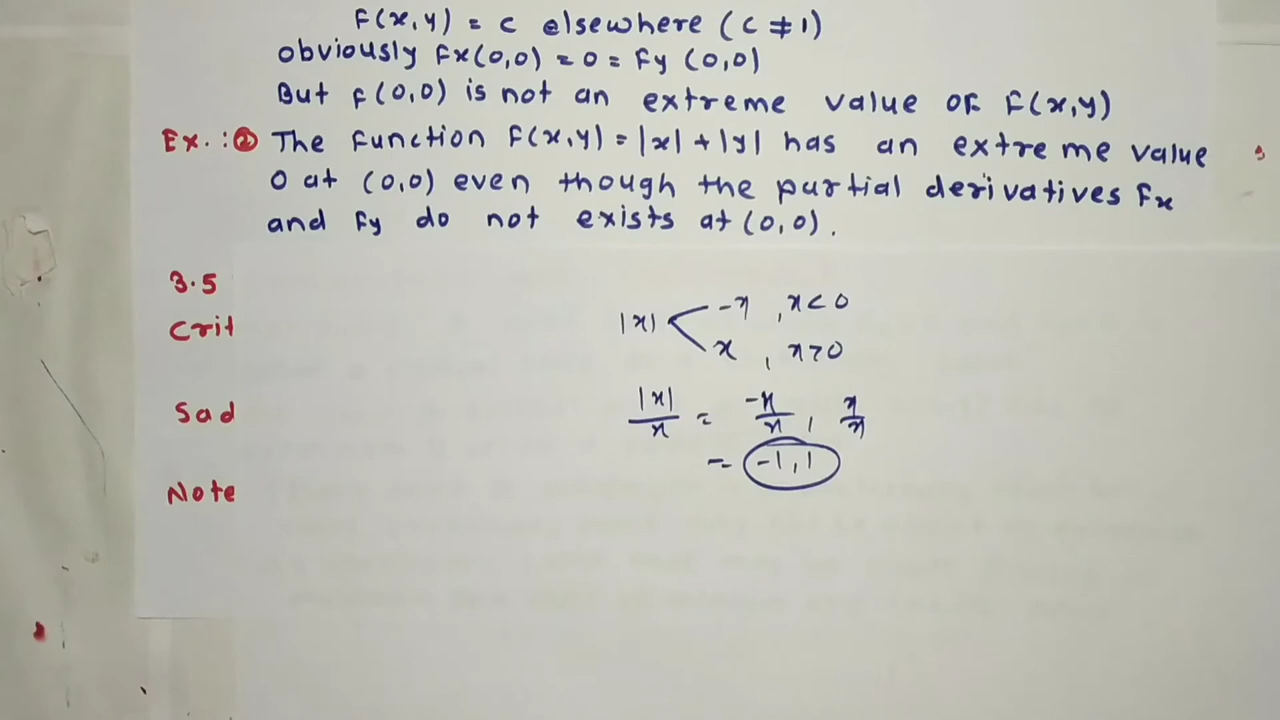 F(x,y) = c elsewhere (c ≠ 1)
obviously Fx(0,0) = 0 = Fy (0,0)
But F(0,0) is not an extreme value of F(x,y)
Ex. : ② The function F(x,y) = |x| + |y| has an extreme value
0 at (0,0) even though the partial derivatives Fx
and Fy do not exists at (0,0).
3.5
Crit
Sad
Note
|x| < -x , x < 0
x , x > 0
|x|/x = -x/x , x/x
= -1, 1